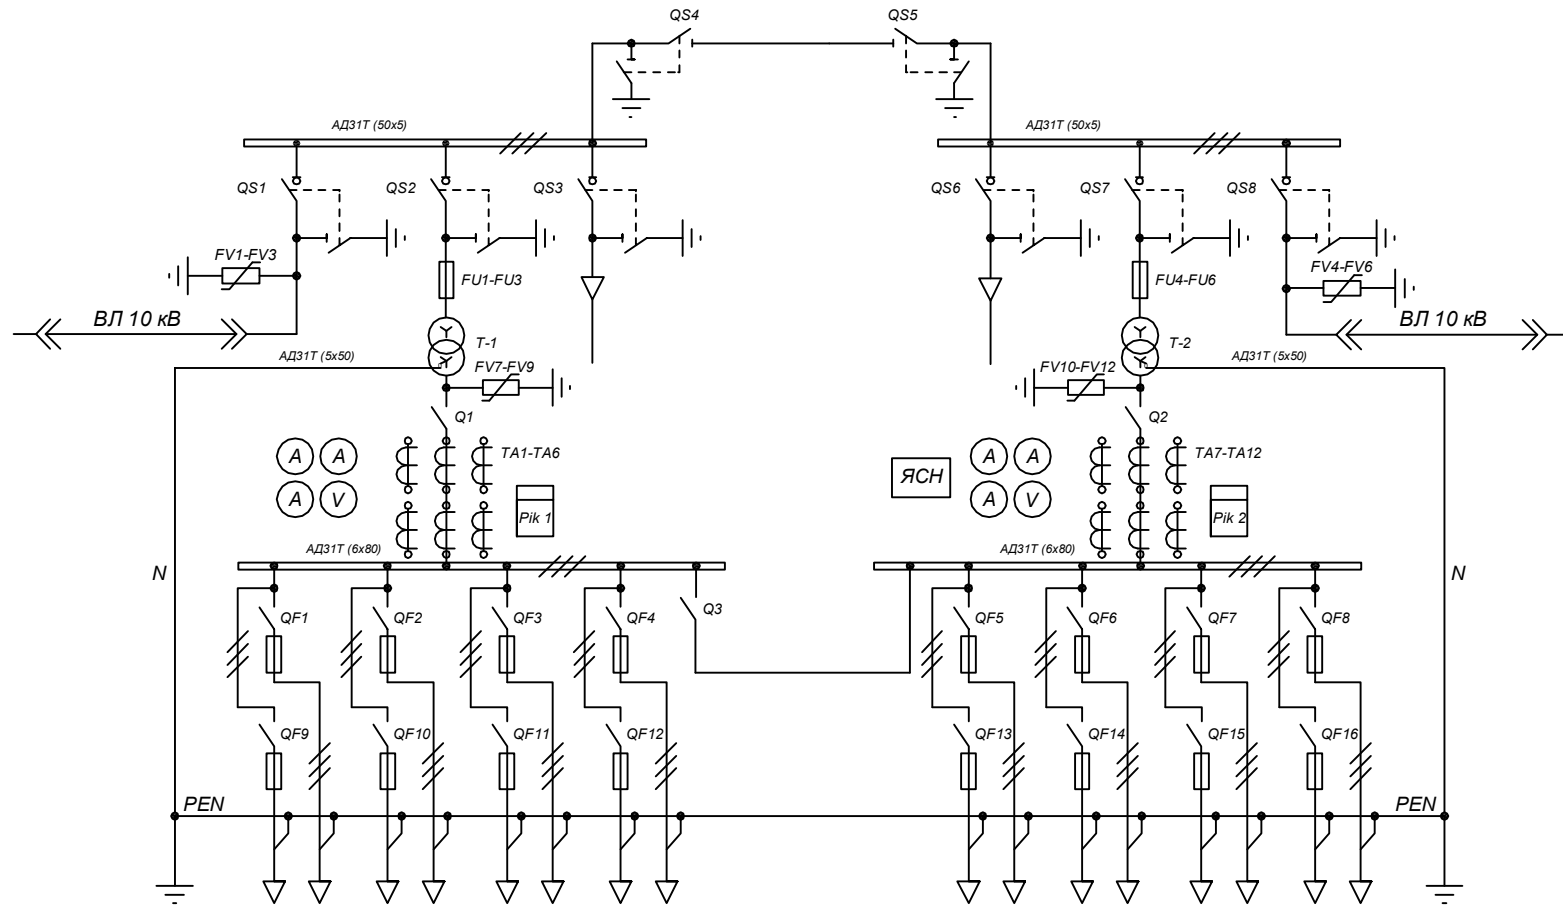 QS4 QS5
АД31Т (50x5) АД31Т (50x5)
QS1 QS2 QS3 QS6 QS7 QS8
FV1-FV3 FU1-FU3 FU4-FU6 FV4-FV6
ВЛ 10 кВ ВЛ 10 кВ
T-1 T-2
АД31Т (5x50) АД31Т (5x50)
FV7-FV9 FV10-FV12
Q1 Q2
A A TA1-TA6 ЯСН A A TA7-TA12
A V Pik 1 A V Pik 2
АД31Т (6x80) АД31Т (6x80)
N N
QF1 QF2 QF3 QF4 Q3 QF5 QF6 QF7 QF8
QF9 QF10 QF11 QF12 QF13 QF14 QF15 QF16
PEN PEN